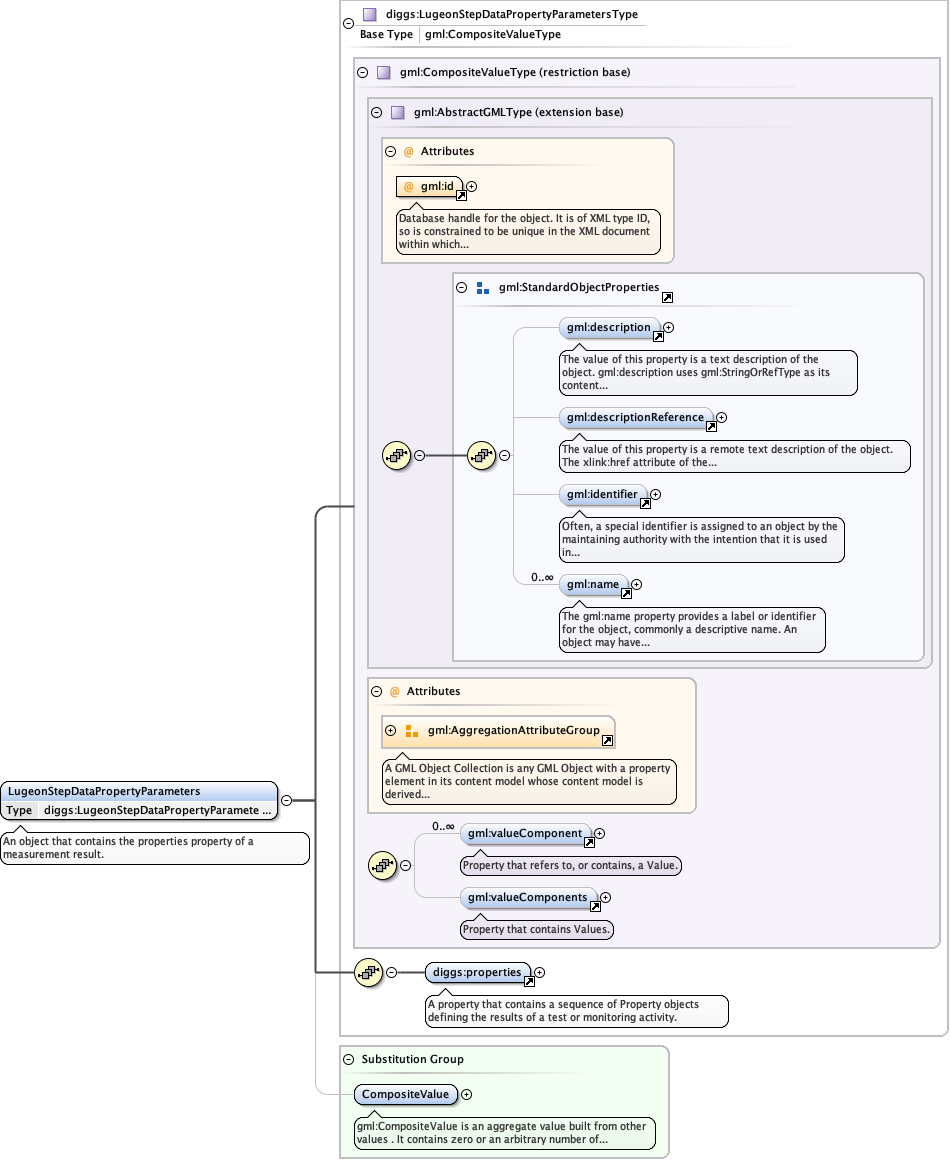 diggs:LugeonStepDataPropertyParametersType
Base Type gml:CompositeValueType
gml:CompositeValueType (restriction base)
gml:AbstractGMLType (extension base)
@ Attributes
@ gml:id
Database handle for the object. It is of XML type ID,
so is constrained to be unique in the XML document
within which...
gml:StandardObjectProperties
gml:description
The value of this property is a text description of the
object. gml:description uses gml:StringOrRefType as its
content...
gml:descriptionReference
The value of this property is a remote text description of the object.
The xlink:href attribute of the...
gml:identifier
Often, a special identifier is assigned to an object by the
maintaining authority with the intention that it is used
in...
0..∞
gml:name
The gml:name property provides a label or identifier
for the object, commonly a descriptive name. An
object may have...
@ Attributes
gml:AggregationAttributeGroup
A GML Object Collection is any GML Object with a property
element in its content model whose content model is
derived...
LugeonStepDataPropertyParameters
Type diggs:LugeonStepDataPropertyParamete ...
An object that contains the properties property of a
measurement result.
0..∞
gml:valueComponent
Property that refers to, or contains, a Value.
gml:valueComponents
Property that contains Values.
diggs:properties
A property that contains a sequence of Property objects
defining the results of a test or monitoring activity.
Substitution Group
CompositeValue
gml:CompositeValue is an aggregate value built from other
values . It contains zero or an arbitrary number of...